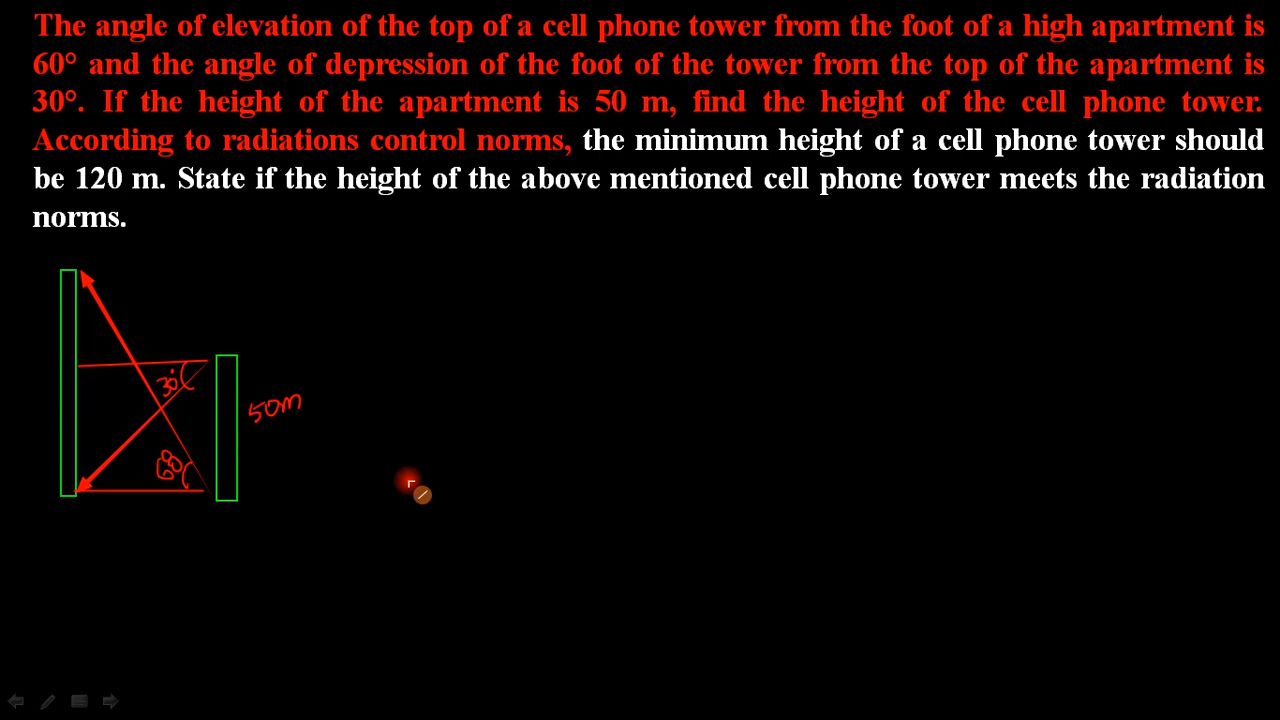 The angle of elevation of the top of a cell phone tower from the foot of a high apartment is
60° and the angle of depression of the foot of the tower from the top of the apartment is
30°. If the height of the apartment is 50 m, find the height of the cell phone tower.
According to radiations control norms, the minimum height of a cell phone tower should
be 120 m. State if the height of the above mentioned cell phone tower meets the radiation
norms.
30°
50m
60